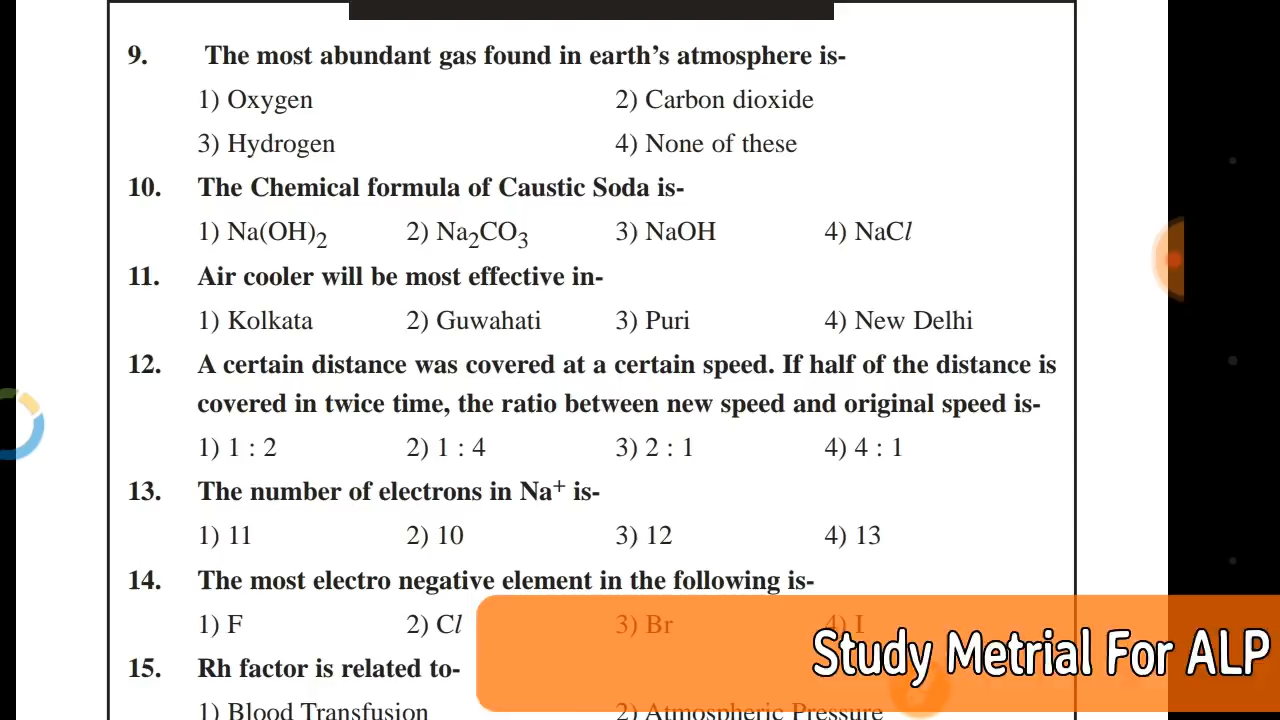 9. The most abundant gas found in earth's atmosphere is-
1) Oxygen 2) Carbon dioxide
3) Hydrogen 4) None of these
10. The Chemical formula of Caustic Soda is-
1) Na(OH)₂ 2) Na₂CO₃ 3) NaOH 4) NaCl
11. Air cooler will be most effective in-
1) Kolkata 2) Guwahati 3) Puri 4) New Delhi
12. A certain distance was covered at a certain speed. If half of the distance is
covered in twice time, the ratio between new speed and original speed is-
1) 1 : 2 2) 1 : 4 3) 2 : 1 4) 4 : 1
13. The number of electrons in Na⁺ is-
1) 11 2) 10 3) 12 4) 13
14. The most electro negative element in the following is-
1) F 2) Cl 3) Br 4) I
Study Metrial For ALP
15. Rh factor is related to-
1) Blood Transfusion 2) Atmospheric Pressure